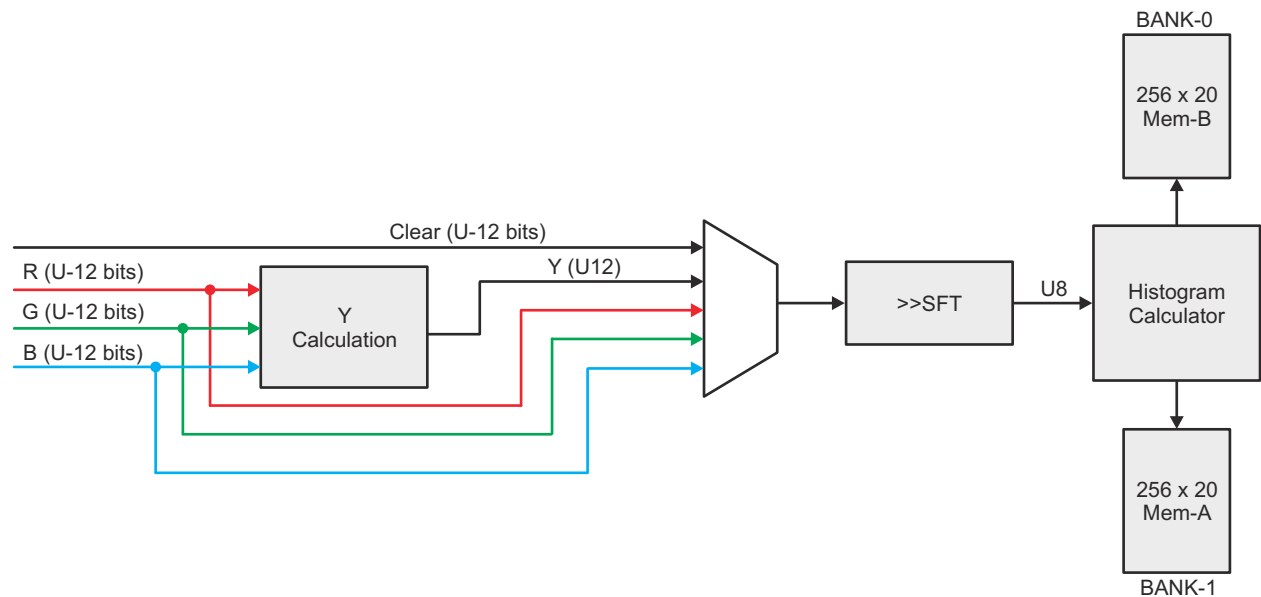 BANK-0
256 x 20
Mem-B
Clear (U-12 bits)
R (U-12 bits)
Y (U12)
G (U-12 bits)
Y
Calculation
B (U-12 bits)
>>SFT
U8
Histogram
Calculator
256 x 20
Mem-A
BANK-1